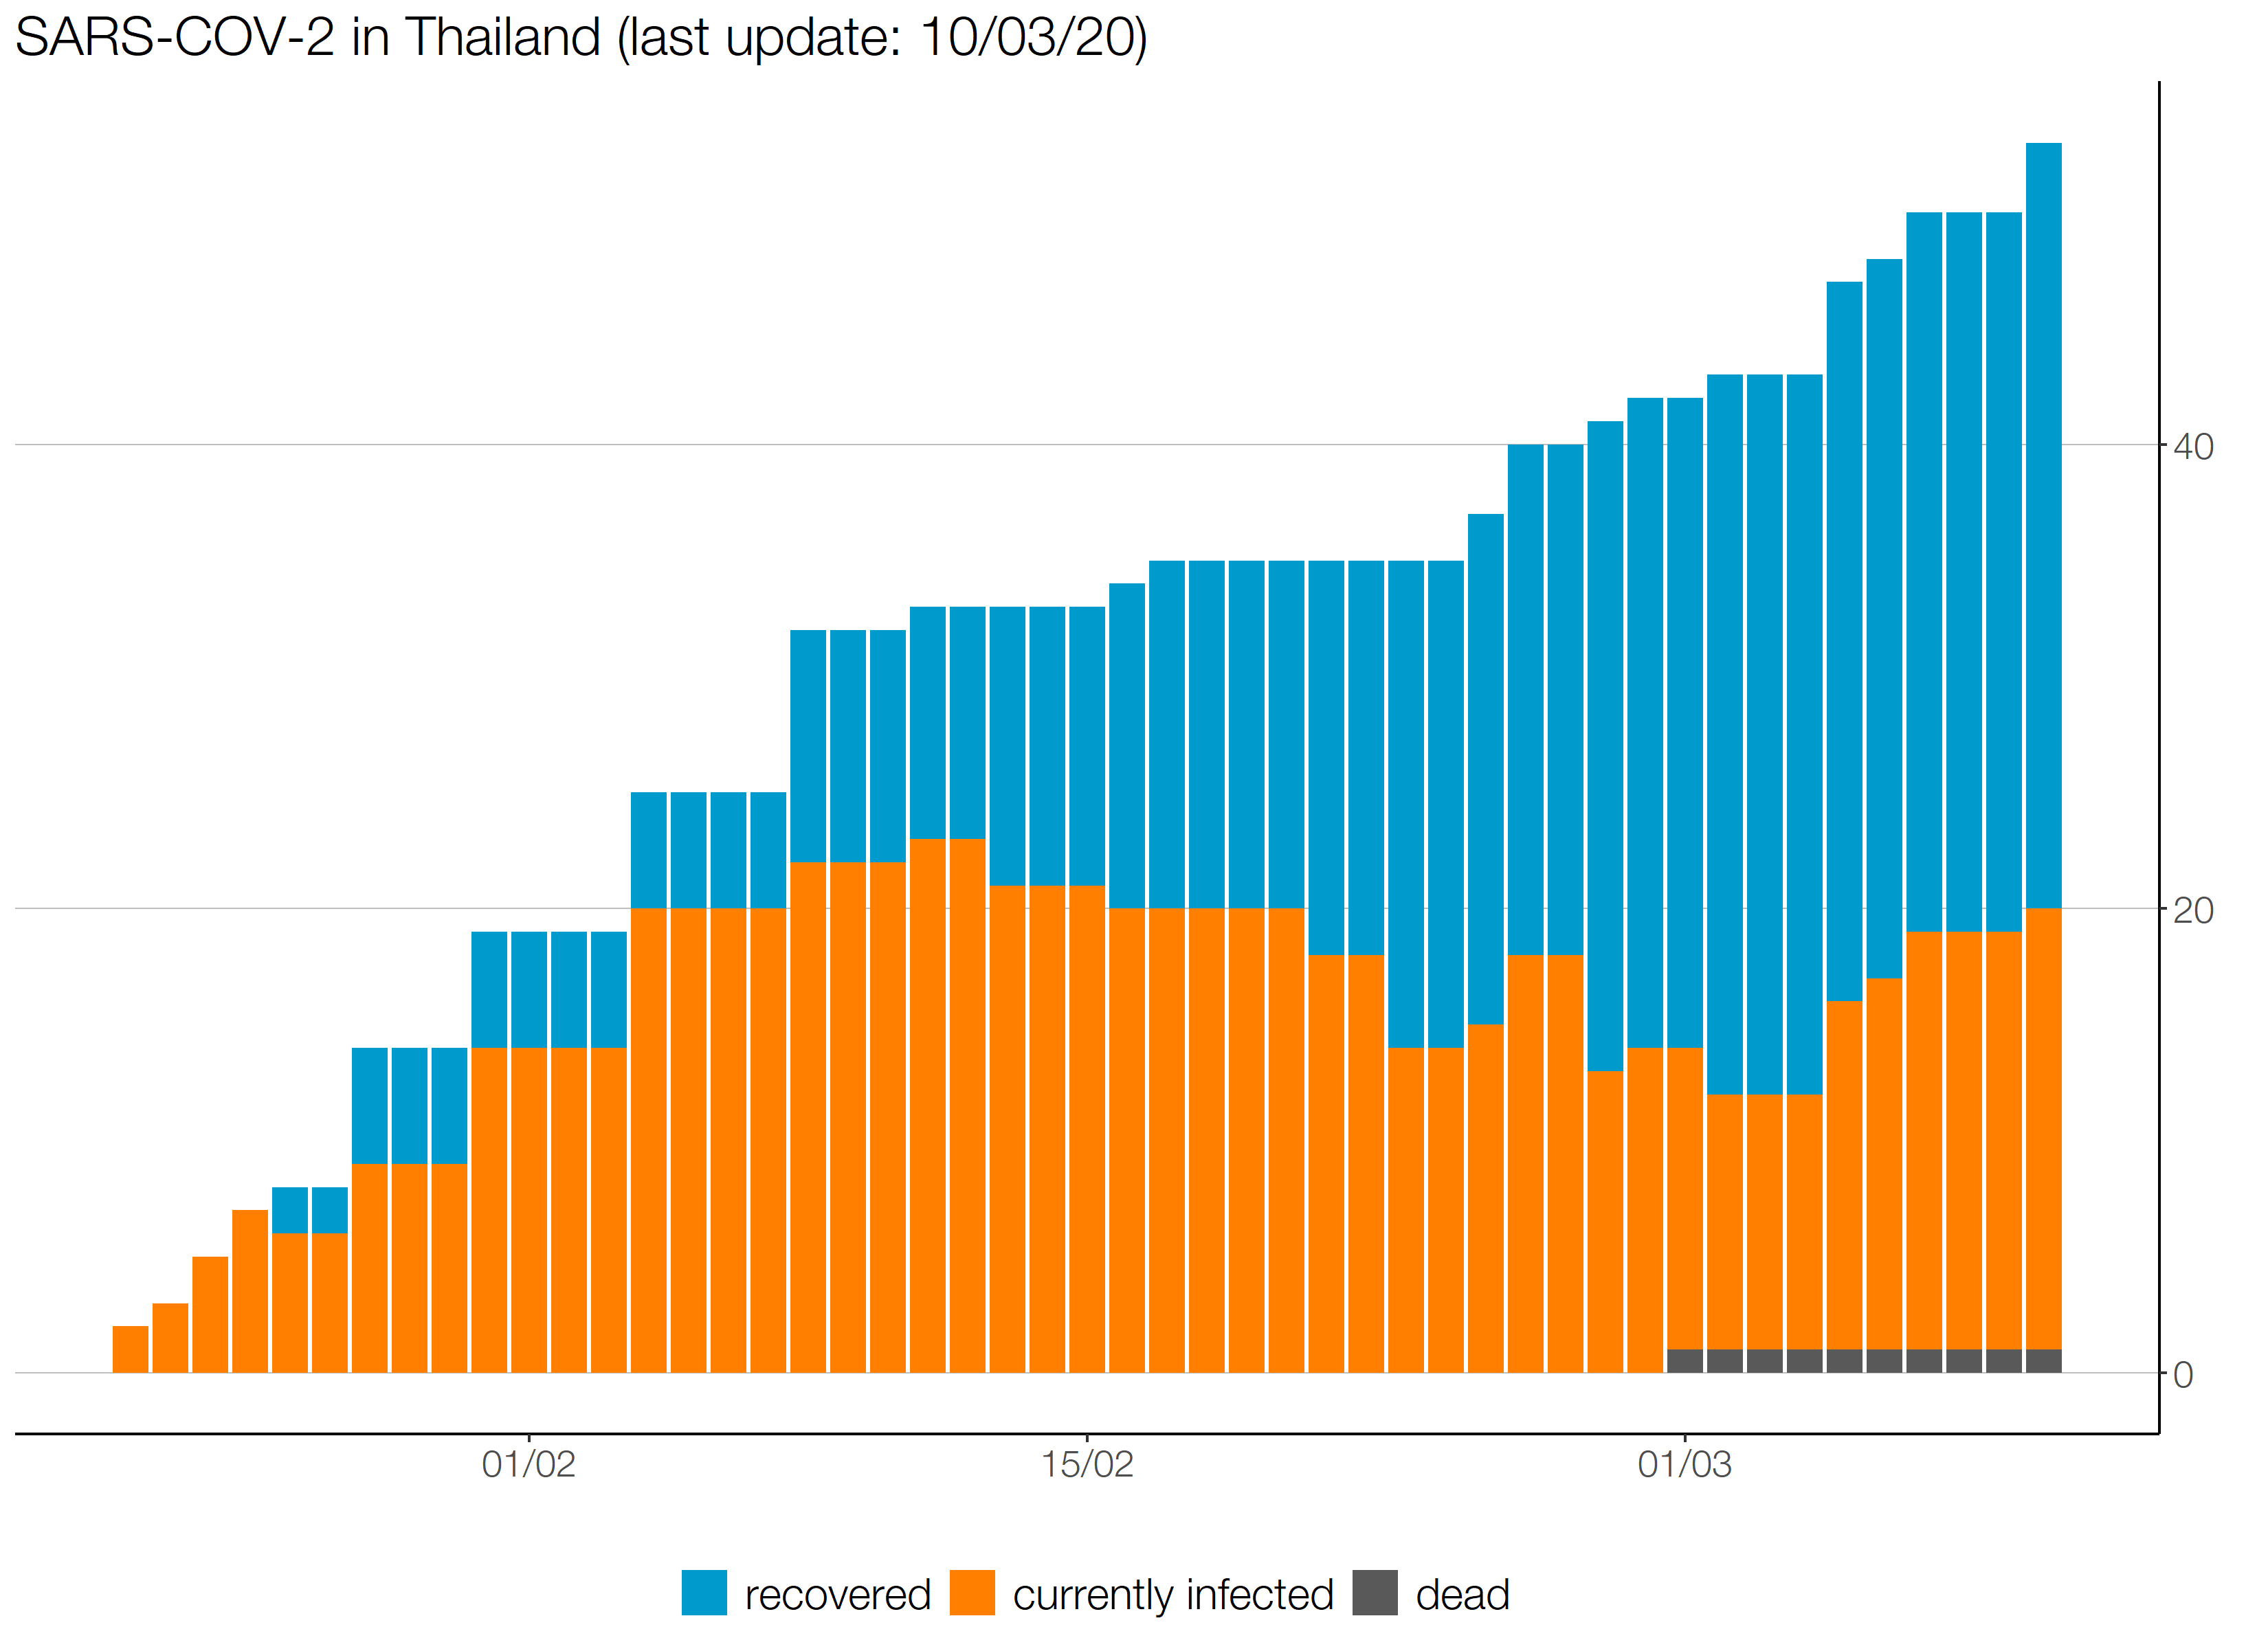 SARS-COV-2 in Thailand (last update: 10/03/20)
40
20
0
01/02 15/02 01/03
recovered currently infected dead